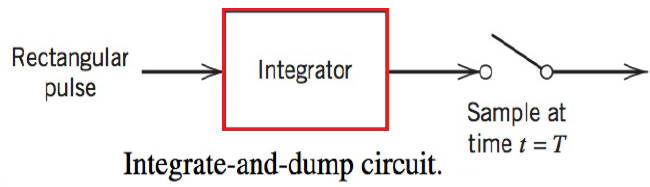 Rectangular
pulse
Integrator
Sample at
time t = T
Integrate-and-dump circuit.